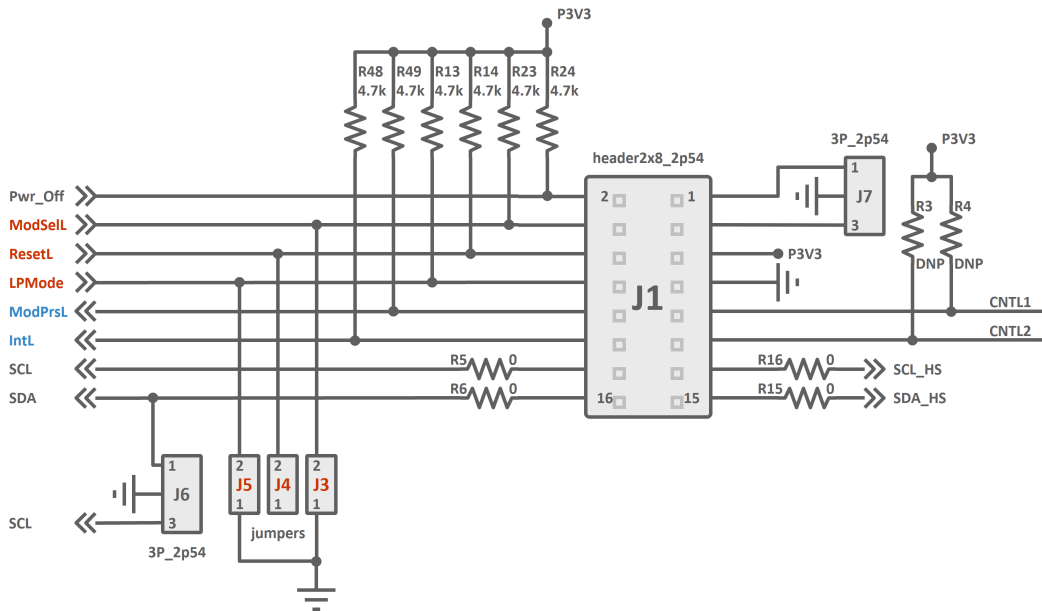 P3V3
R48 R49 R13 R14 R23 R24
4.7k 4.7k 4.7k 4.7k 4.7k 4.7k
3P_2p54
P3V3
header2x8_2p54
1
J7
3
Pwr_Off
2
1
R3
R4
ModSelL
ResetL
P3V3
DNP
DNP
LPMode
J1
ModPrsL
CNTL1
IntL
CNTL2
SCL
R5
0
R16
0
SCL_HS
SDA
R6
0
16
15
R15
0
SDA_HS
1
J6
3
SCL
3P_2p54
2
J5
1
2
J4
1
2
J3
1
jumpers